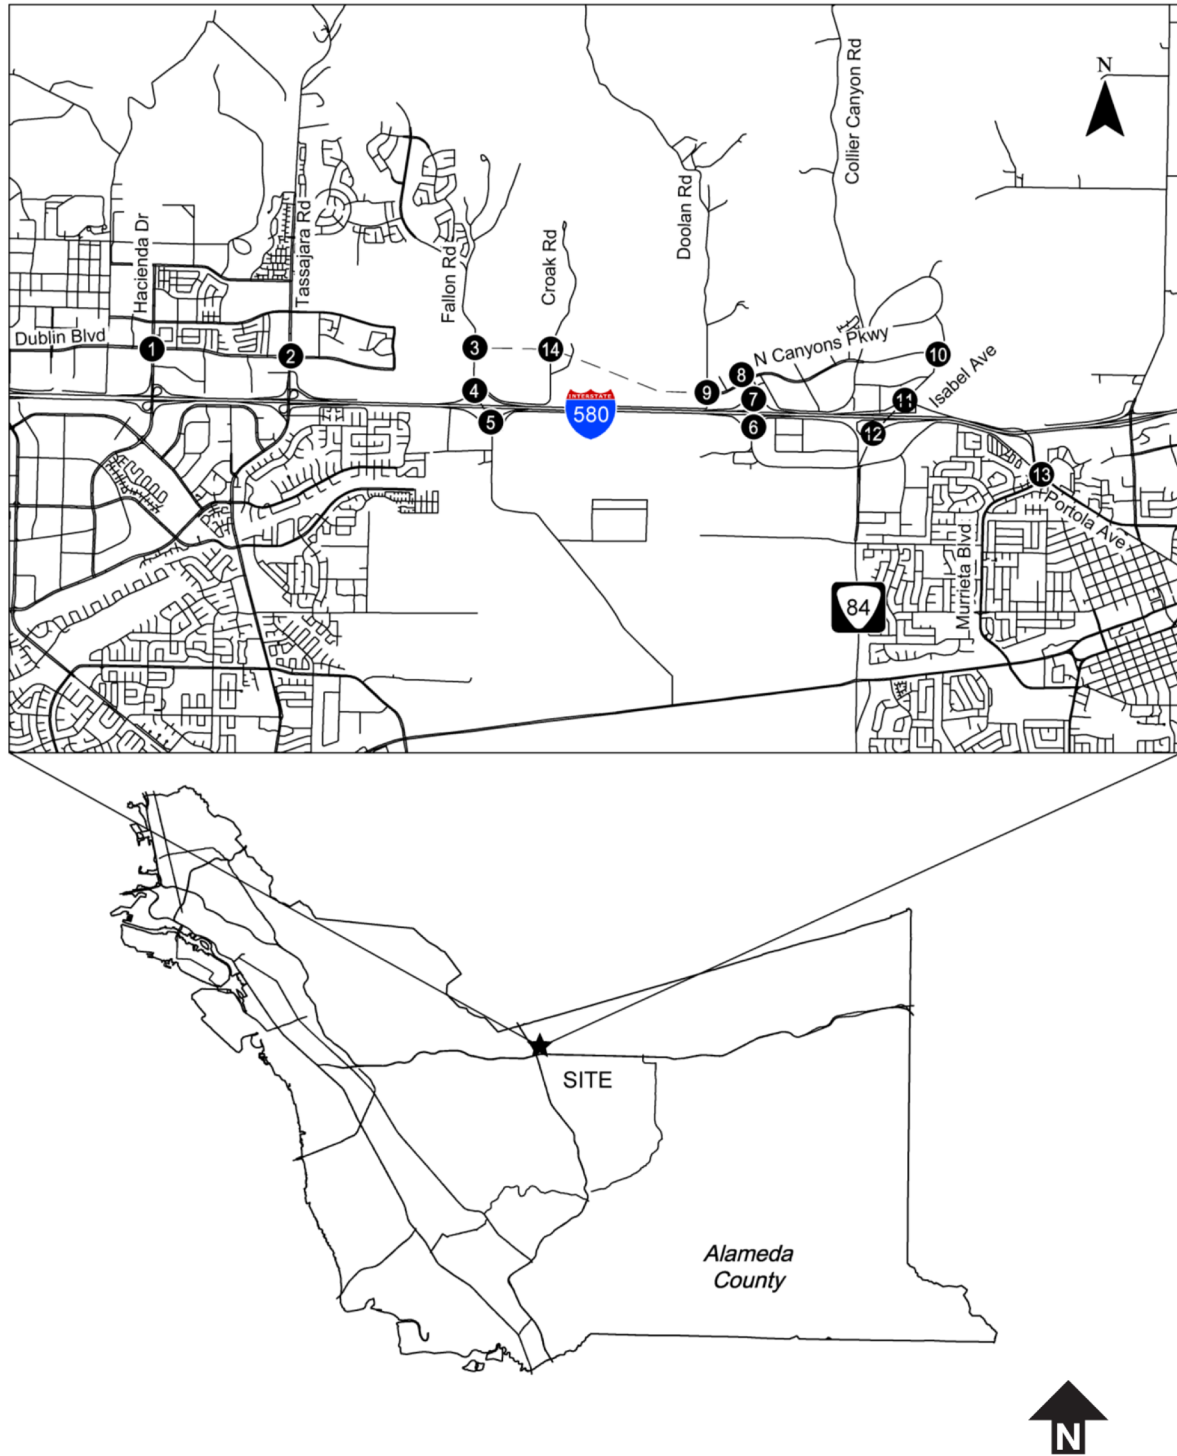 N
Collier Canyon Rd
Doolan Rd
Hacienda Dr
Tassajara Rd
Fallon Rd
Croak Rd
Dublin Blvd
1
2
3
14
N Canyons Pkwy
10
8
4
9
7
Isabel Ave
11
INTERSTATE
580
5
6
12
13
Portola Ave
Murrieta Blvd
84
SITE
Alameda
County
N